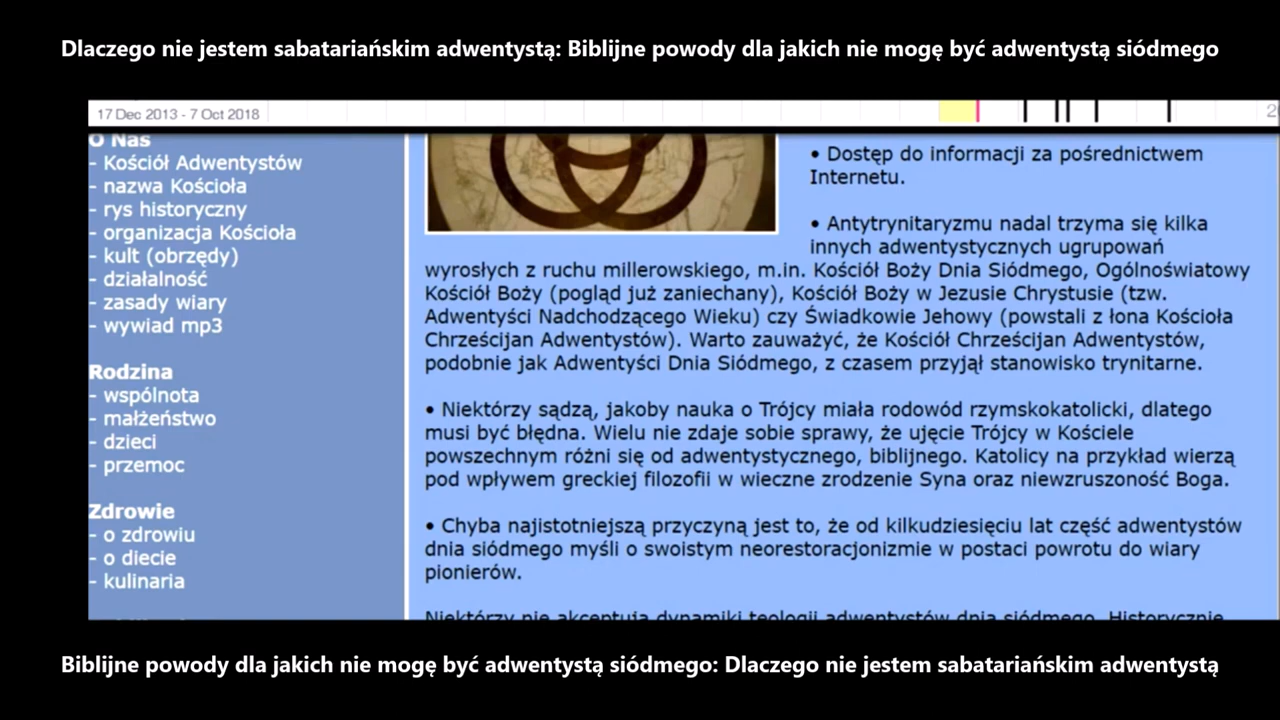 Dlaczego nie jestem sabatariańskim adwentystą: Biblijne powody dla jakich nie mogę być adwentystą siódmego
17 Dec 2013 - 7 Oct 2018
O Nas
- Kościół Adwentystów
- nazwa Kościoła
- rys historyczny
- organizacja Kościoła
- kult (obrzędy)
- działalność
- zasady wiary
- wywiad mp3
Rodzina
- wspólnota
- małżeństwo
- dzieci
- przemoc
Zdrowie
- o zdrowiu
- o diecie
- kulinaria
• Dostęp do informacji za pośrednictwem
Internetu.
• Antytrynitaryzmu nadal trzyma się kilka
innych adwentystycznych ugrupowań
wyrosłych z ruchu millerowskiego, m.in. Kościół Boży Dnia Siódmego, Ogólnoświatowy
Kościół Boży (pogląd już zaniechany), Kościół Boży w Jezusie Chrystusie (tzw.
Adwentyści Nadchodzącego Wieku) czy Świadkowie Jehowy (powstali z łona Kościoła
Chrześcijan Adwentystów). Warto zauważyć, że Kościół Chrześcijan Adwentystów,
podobnie jak Adwentyści Dnia Siódmego, z czasem przyjął stanowisko trynitarne.
• Niektórzy sądzą, jakoby nauka o Trójcy miała rodowód rzymskokatolicki, dlatego
musi być błędna. Wielu nie zdaje sobie sprawy, że ujęcie Trójcy w Kościele
powszechnym różni się od adwentystycznego, biblijnego. Katolicy na przykład wierzą
pod wpływem greckiej filozofii w wieczne zrodzenie Syna oraz niewzruszoność Boga.
• Chyba najistotniejszą przyczyną jest to, że od kilkudziesięciu lat część adwentystów
dnia siódmego myśli o swoistym neorestoracjonizmie w postaci powrotu do wiary
pionierów.
Niektórzy nie akceptują dynamiki teologii adwentystów dnia siódmego. Historycznie
Biblijne powody dla jakich nie mogę być adwentystą siódmego: Dlaczego nie jestem sabatariańskim adwentystą